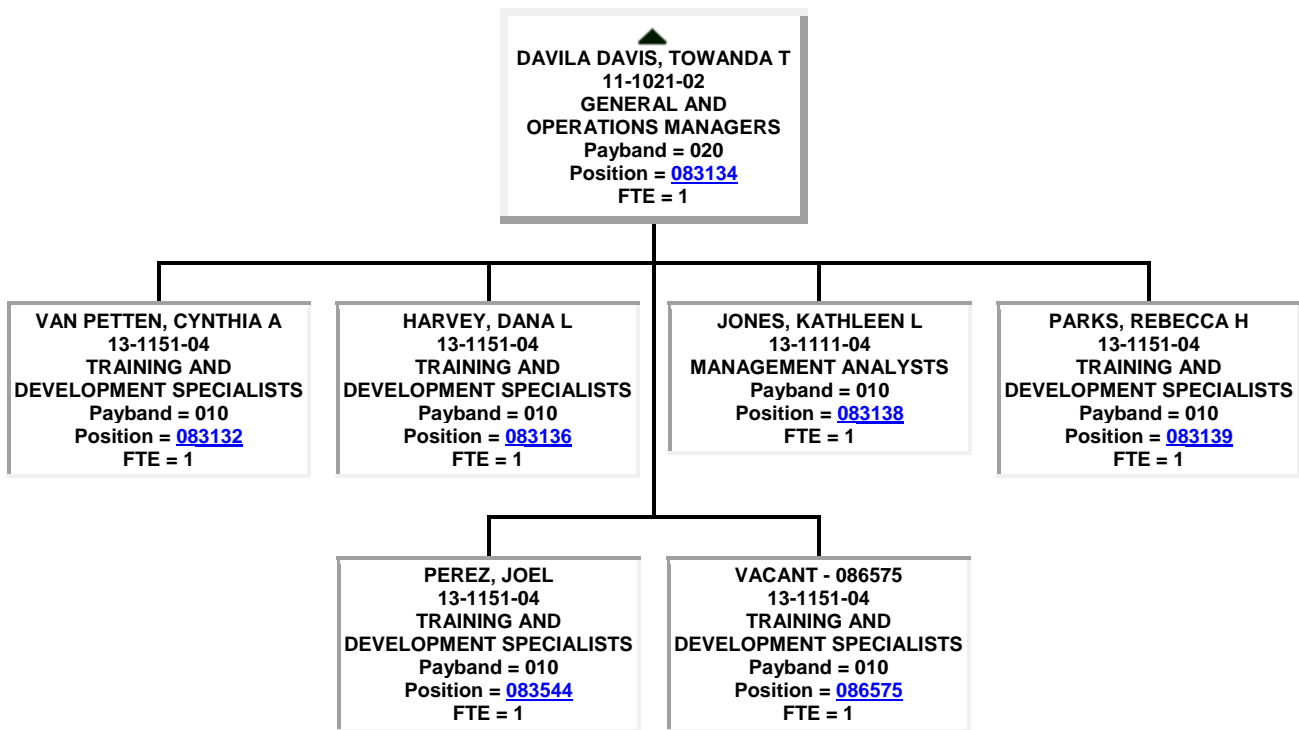 DAVILA DAVIS, TOWANDA T
11-1021-02
GENERAL AND
OPERATIONS MANAGERS
Payband = 020
Position = 083134
FTE = 1
VAN PETTEN, CYNTHIA A
13-1151-04
TRAINING AND
DEVELOPMENT SPECIALISTS
Payband = 010
Position = 083132
FTE = 1
HARVEY, DANA L
13-1151-04
TRAINING AND
DEVELOPMENT SPECIALISTS
Payband = 010
Position = 083136
FTE = 1
JONES, KATHLEEN L
13-1111-04
MANAGEMENT ANALYSTS
Payband = 010
Position = 083138
FTE = 1
PARKS, REBECCA H
13-1151-04
TRAINING AND
DEVELOPMENT SPECIALISTS
Payband = 010
Position = 083139
FTE = 1
PEREZ, JOEL
13-1151-04
TRAINING AND
DEVELOPMENT SPECIALISTS
Payband = 010
Position = 083544
FTE = 1
VACANT - 086575
13-1151-04
TRAINING AND
DEVELOPMENT SPECIALISTS
Payband = 010
Position = 086575
FTE = 1